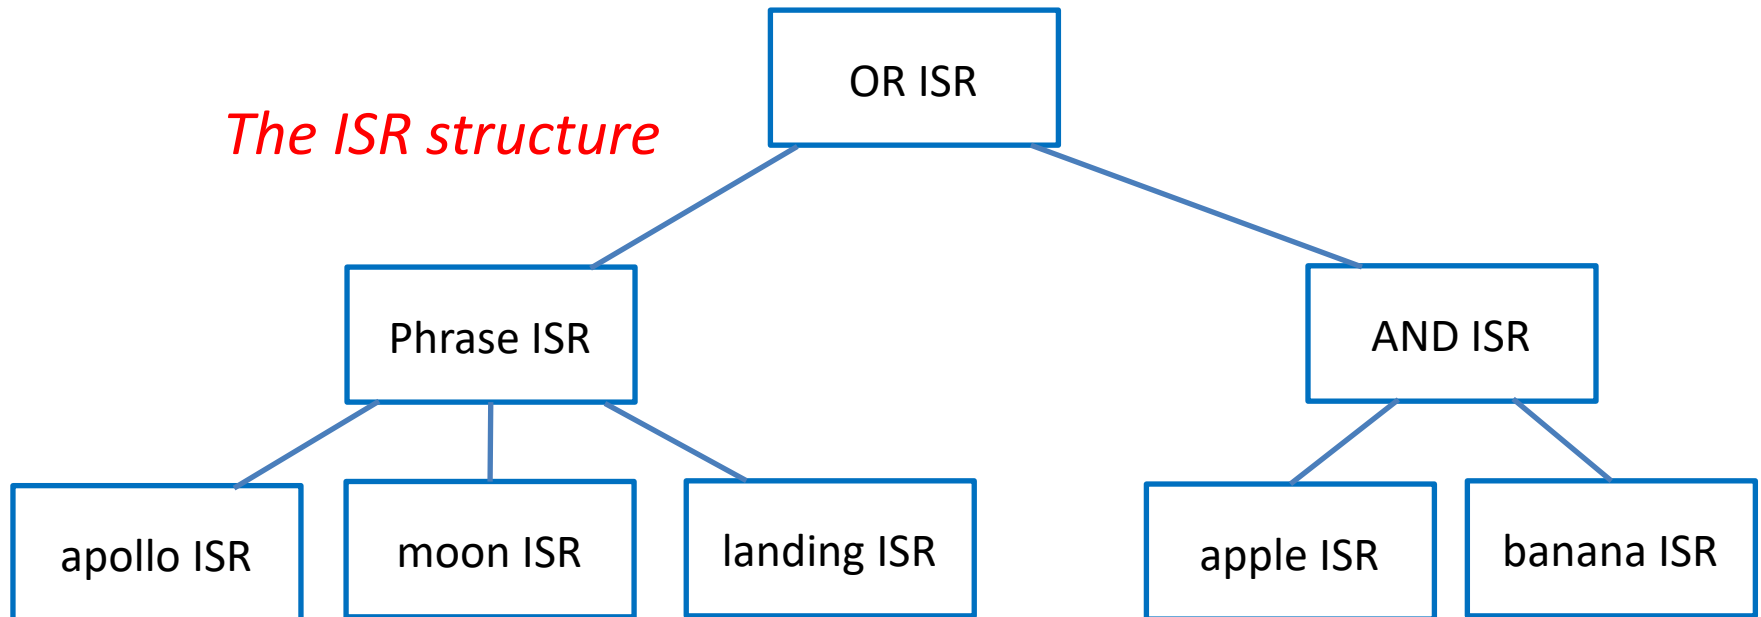 OR ISR
The ISR structure
Phrase ISR
AND ISR
apollo ISR
moon ISR
landing ISR
apple ISR
banana ISR